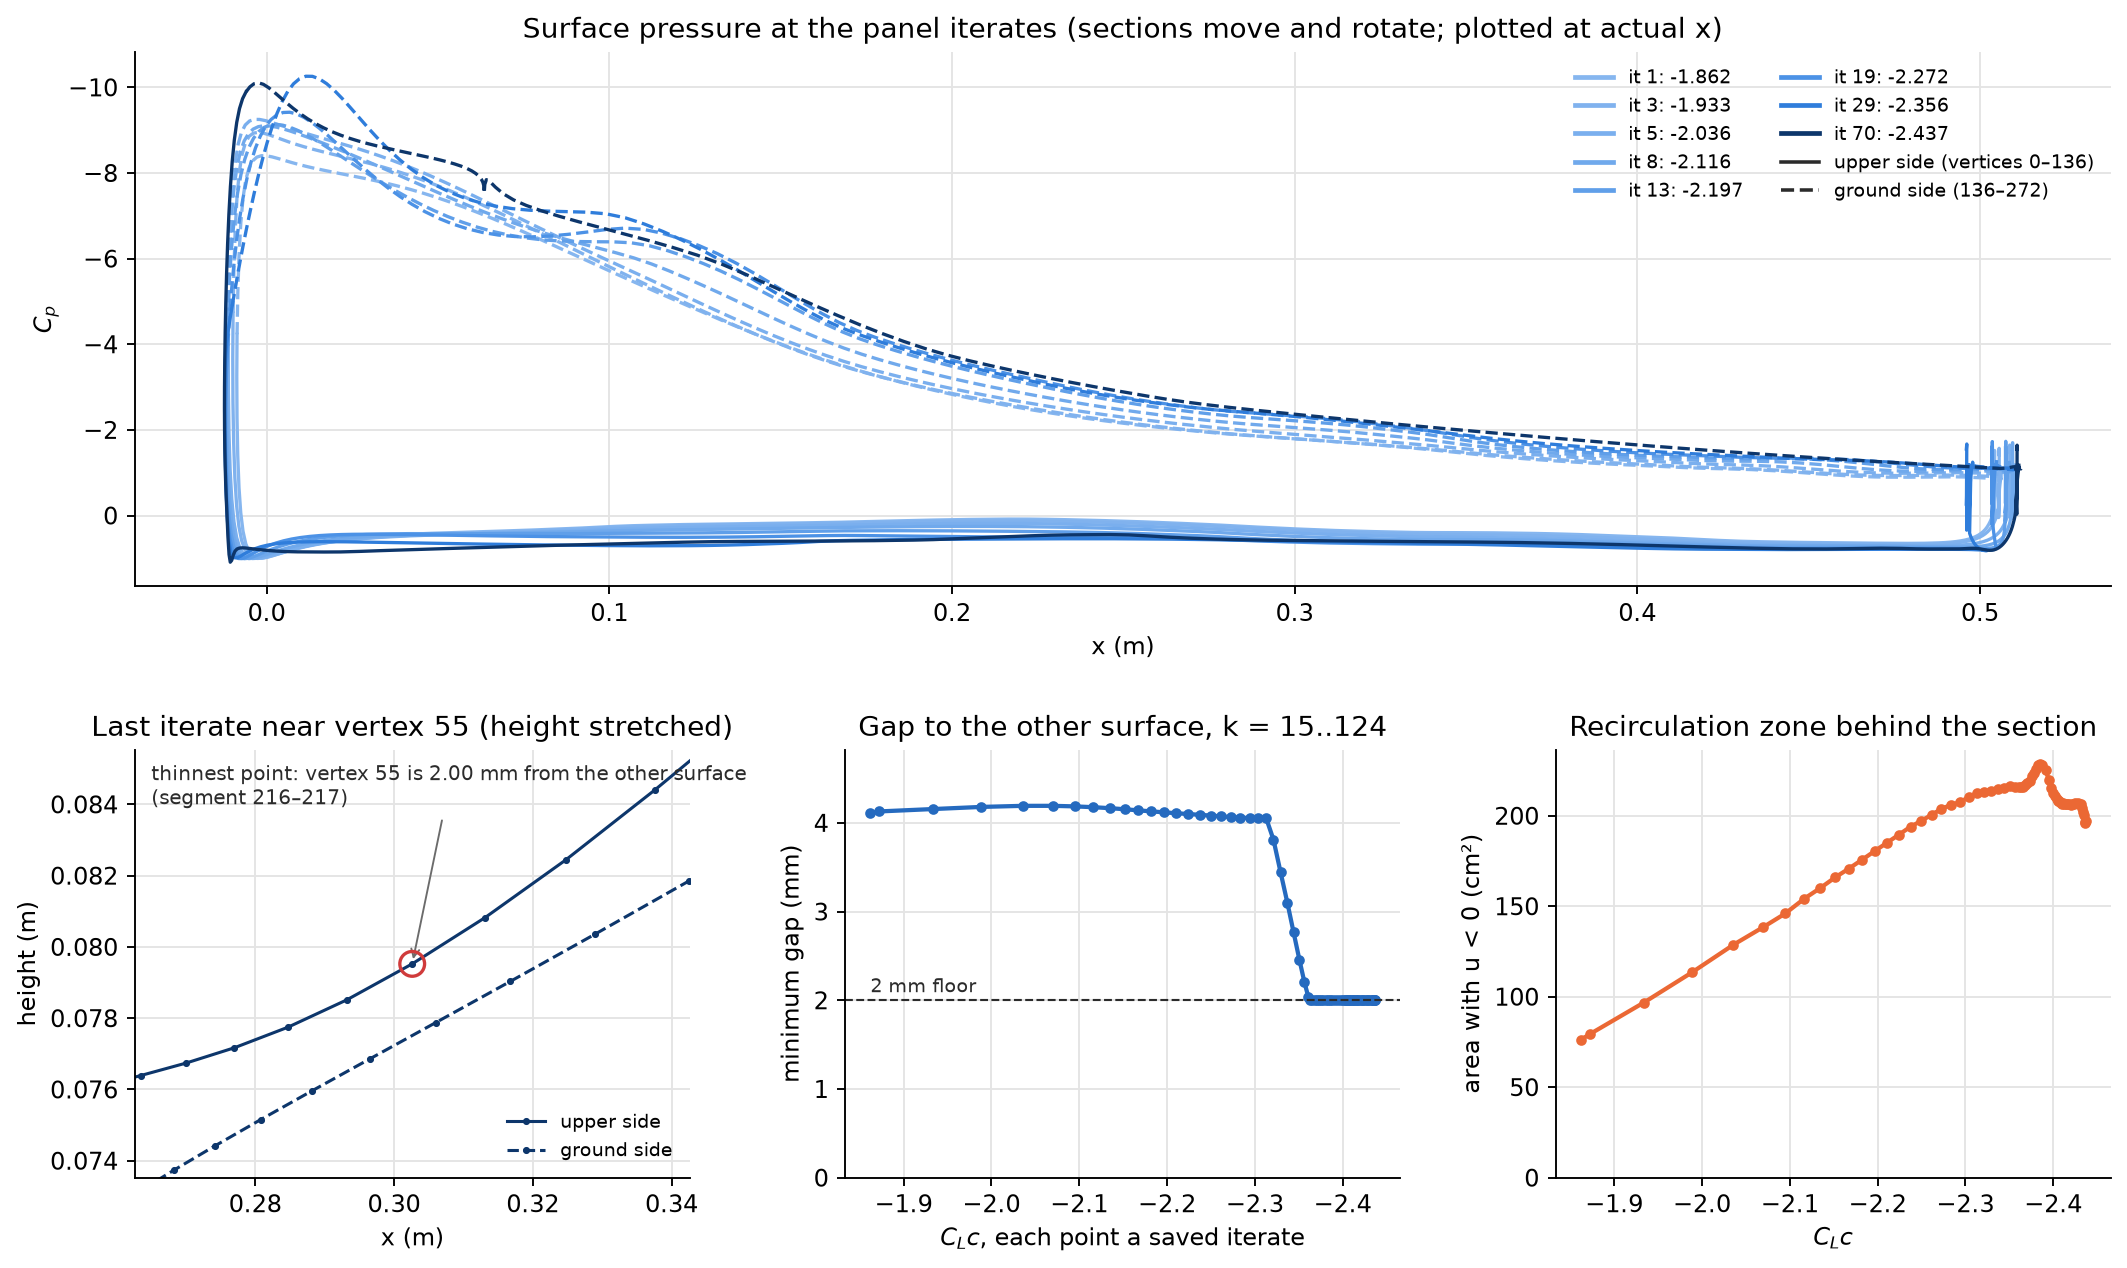 Surface pressure at the panel iterates (sections move and rotate; plotted at actual x)
−10
−8
−6
−4
−2
0
C_p
it 1: -1.862
it 3: -1.933
it 5: -2.036
it 8: -2.116
it 13: -2.197
it 19: -2.272
it 29: -2.356
it 70: -2.437
upper side (vertices 0–136)
ground side (136–272)
0.0
0.1
0.2
0.3
0.4
0.5
x (m)
Last iterate near vertex 55 (height stretched)
thinnest point: vertex 55 is 2.00 mm from the other surface
(segment 216–217)
0.084
0.082
0.080
0.078
0.076
0.074
height (m)
upper side
ground side
0.28
0.30
0.32
0.34
x (m)
Gap to the other surface, k = 15..124
4
3
2
1
0
minimum gap (mm)
2 mm floor
−1.9
−2.0
−2.1
−2.2
−2.3
−2.4
C_Lc, each point a saved iterate
Recirculation zone behind the section
200
150
100
50
0
area with u < 0 (cm²)
−1.9
−2.0
−2.1
−2.2
−2.3
−2.4
C_Lc